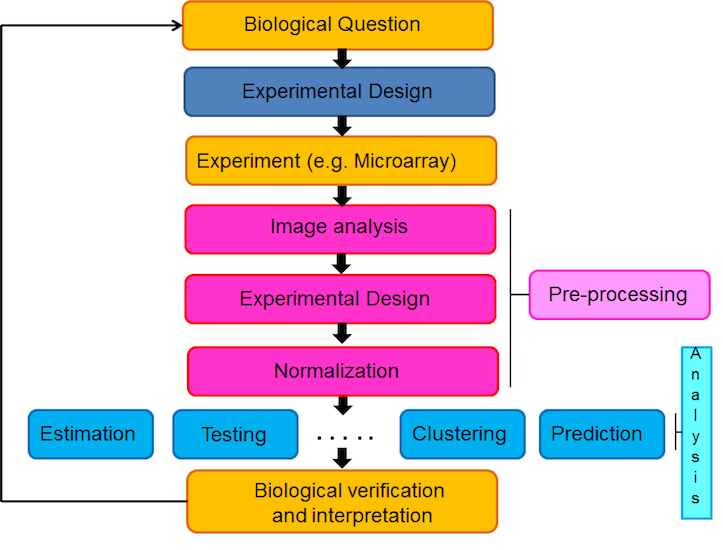 Biological Question
Experimental Design
Experiment (e.g. Microarray)
Image analysis
Experimental Design
Pre-processing
Normalization
Estimation
Testing
. . . . .
Clustering
Prediction
Analysis
Biological verification
and interpretation